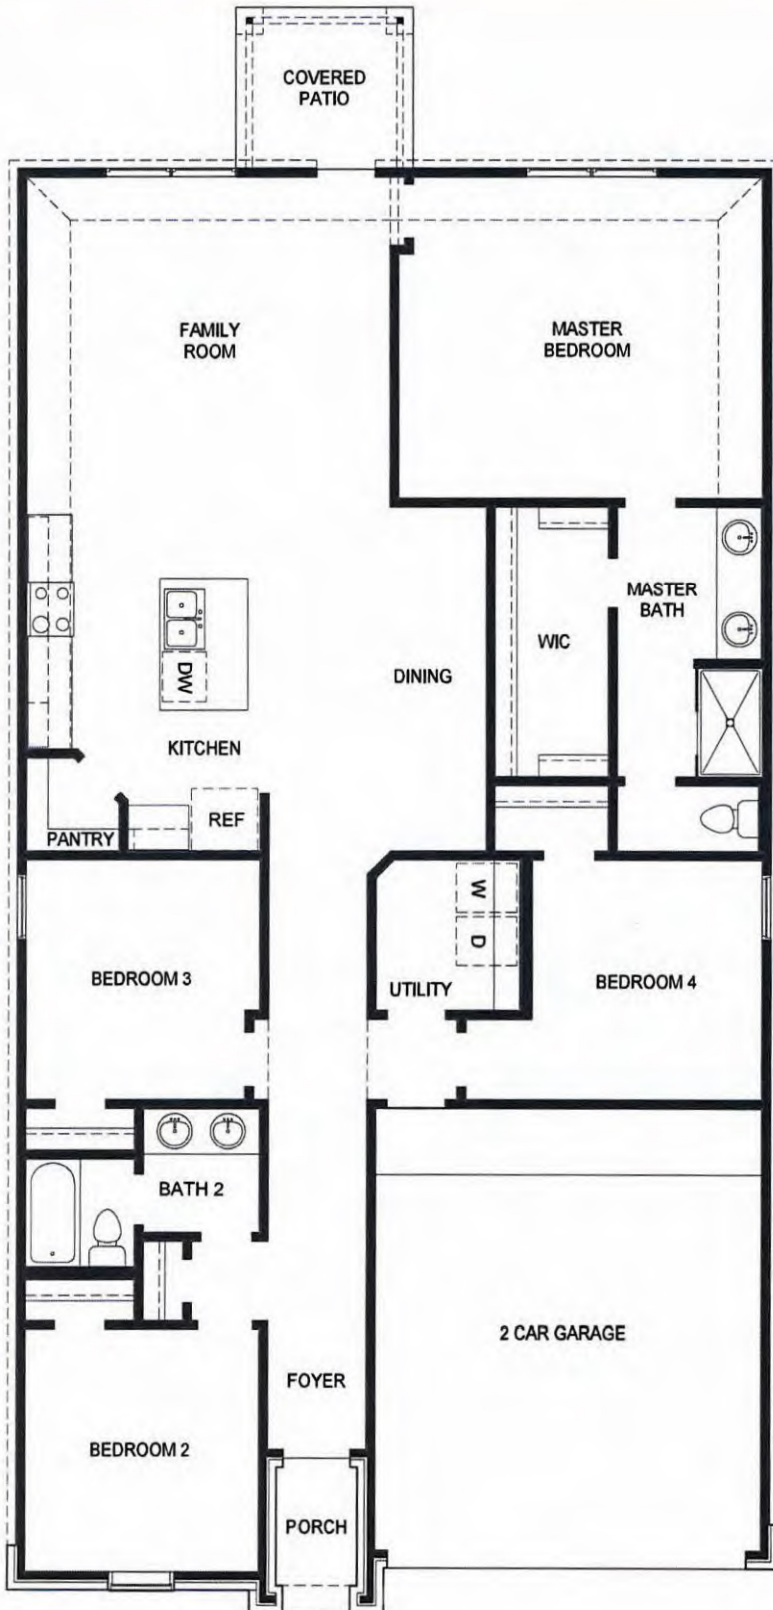 COVERED
PATIO
FAMILY
ROOM
MASTER
BEDROOM
MASTER
BATH
WIC
DINING
DW
KITCHEN
REF
PANTRY
W
D
BEDROOM 3
UTILITY
BEDROOM 4
BATH 2
2 CAR GARAGE
FOYER
BEDROOM 2
PORCH